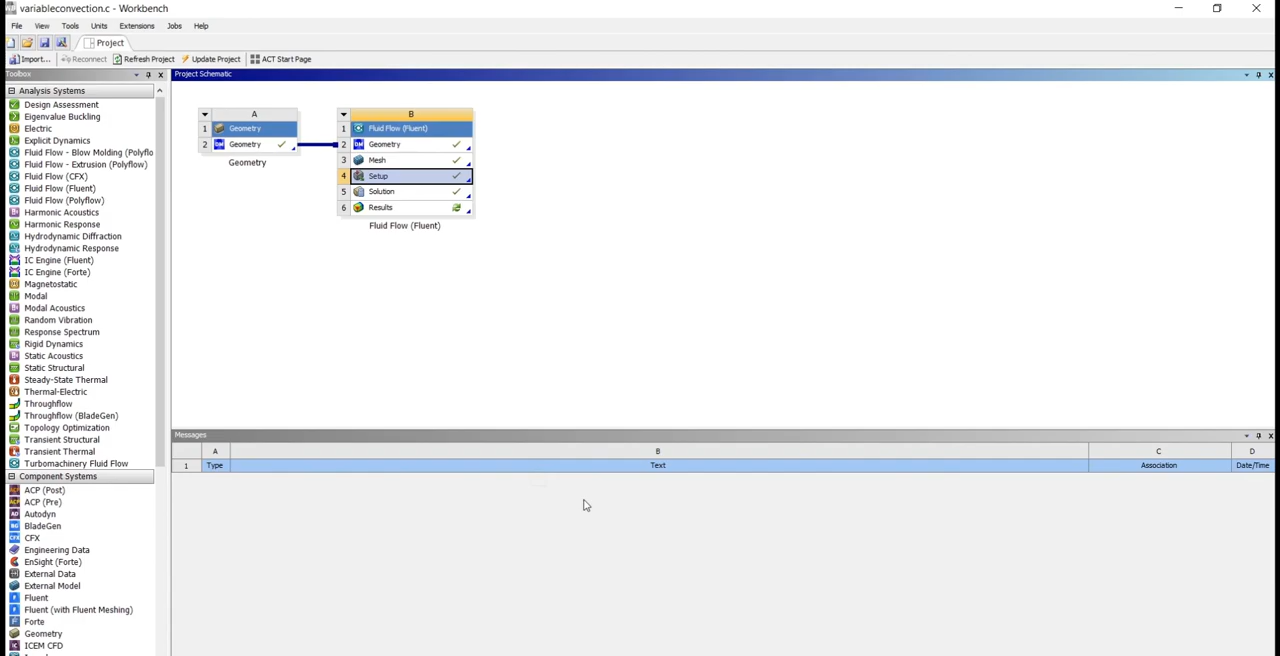 variableconvection.c - Workbench
File View Tools Units Extensions Jobs Help
Project
Import... Reconnect Refresh Project Update Project ACT Start Page
Toolbox
Analysis Systems
Design Assessment
Eigenvalue Buckling
Electric
Explicit Dynamics
Fluid Flow - Blow Molding (Polyflo
Fluid Flow - Extrusion (Polyflow)
Fluid Flow (CFX)
Fluid Flow (Fluent)
Fluid Flow (Polyflow)
Harmonic Acoustics
Harmonic Response
Hydrodynamic Diffraction
Hydrodynamic Response
IC Engine (Fluent)
IC Engine (Forte)
Magnetostatic
Modal
Modal Acoustics
Random Vibration
Response Spectrum
Rigid Dynamics
Static Acoustics
Static Structural
Steady-State Thermal
Thermal-Electric
Throughflow
Throughflow (BladeGen)
Topology Optimization
Transient Structural
Transient Thermal
Turbomachinery Fluid Flow
Component Systems
ACP (Post)
ACP (Pre)
Autodyn
BladeGen
CFX
Engineering Data
EnSight (Forte)
External Data
External Model
Fluent
Fluent (with Fluent Meshing)
Forte
Geometry
ICEM CFD
Project Schematic
A
1 Geometry
2 DM Geometry
Geometry
B
1 Fluid Flow (Fluent)
2 DM Geometry
3 Mesh
4 Setup
5 Solution
6 Results
Fluid Flow (Fluent)
Messages
A B C D
1 Type Text Association Date/Time